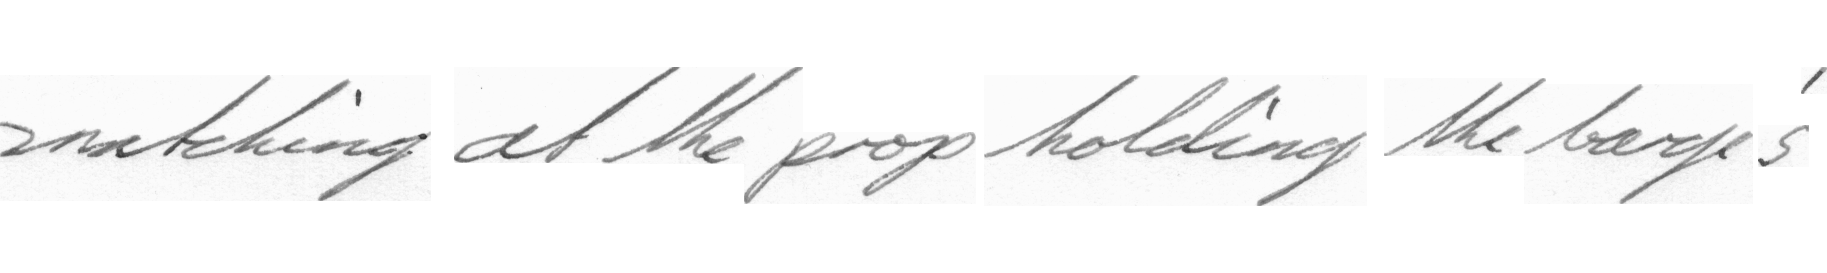 snatching at the prop holding the barge's